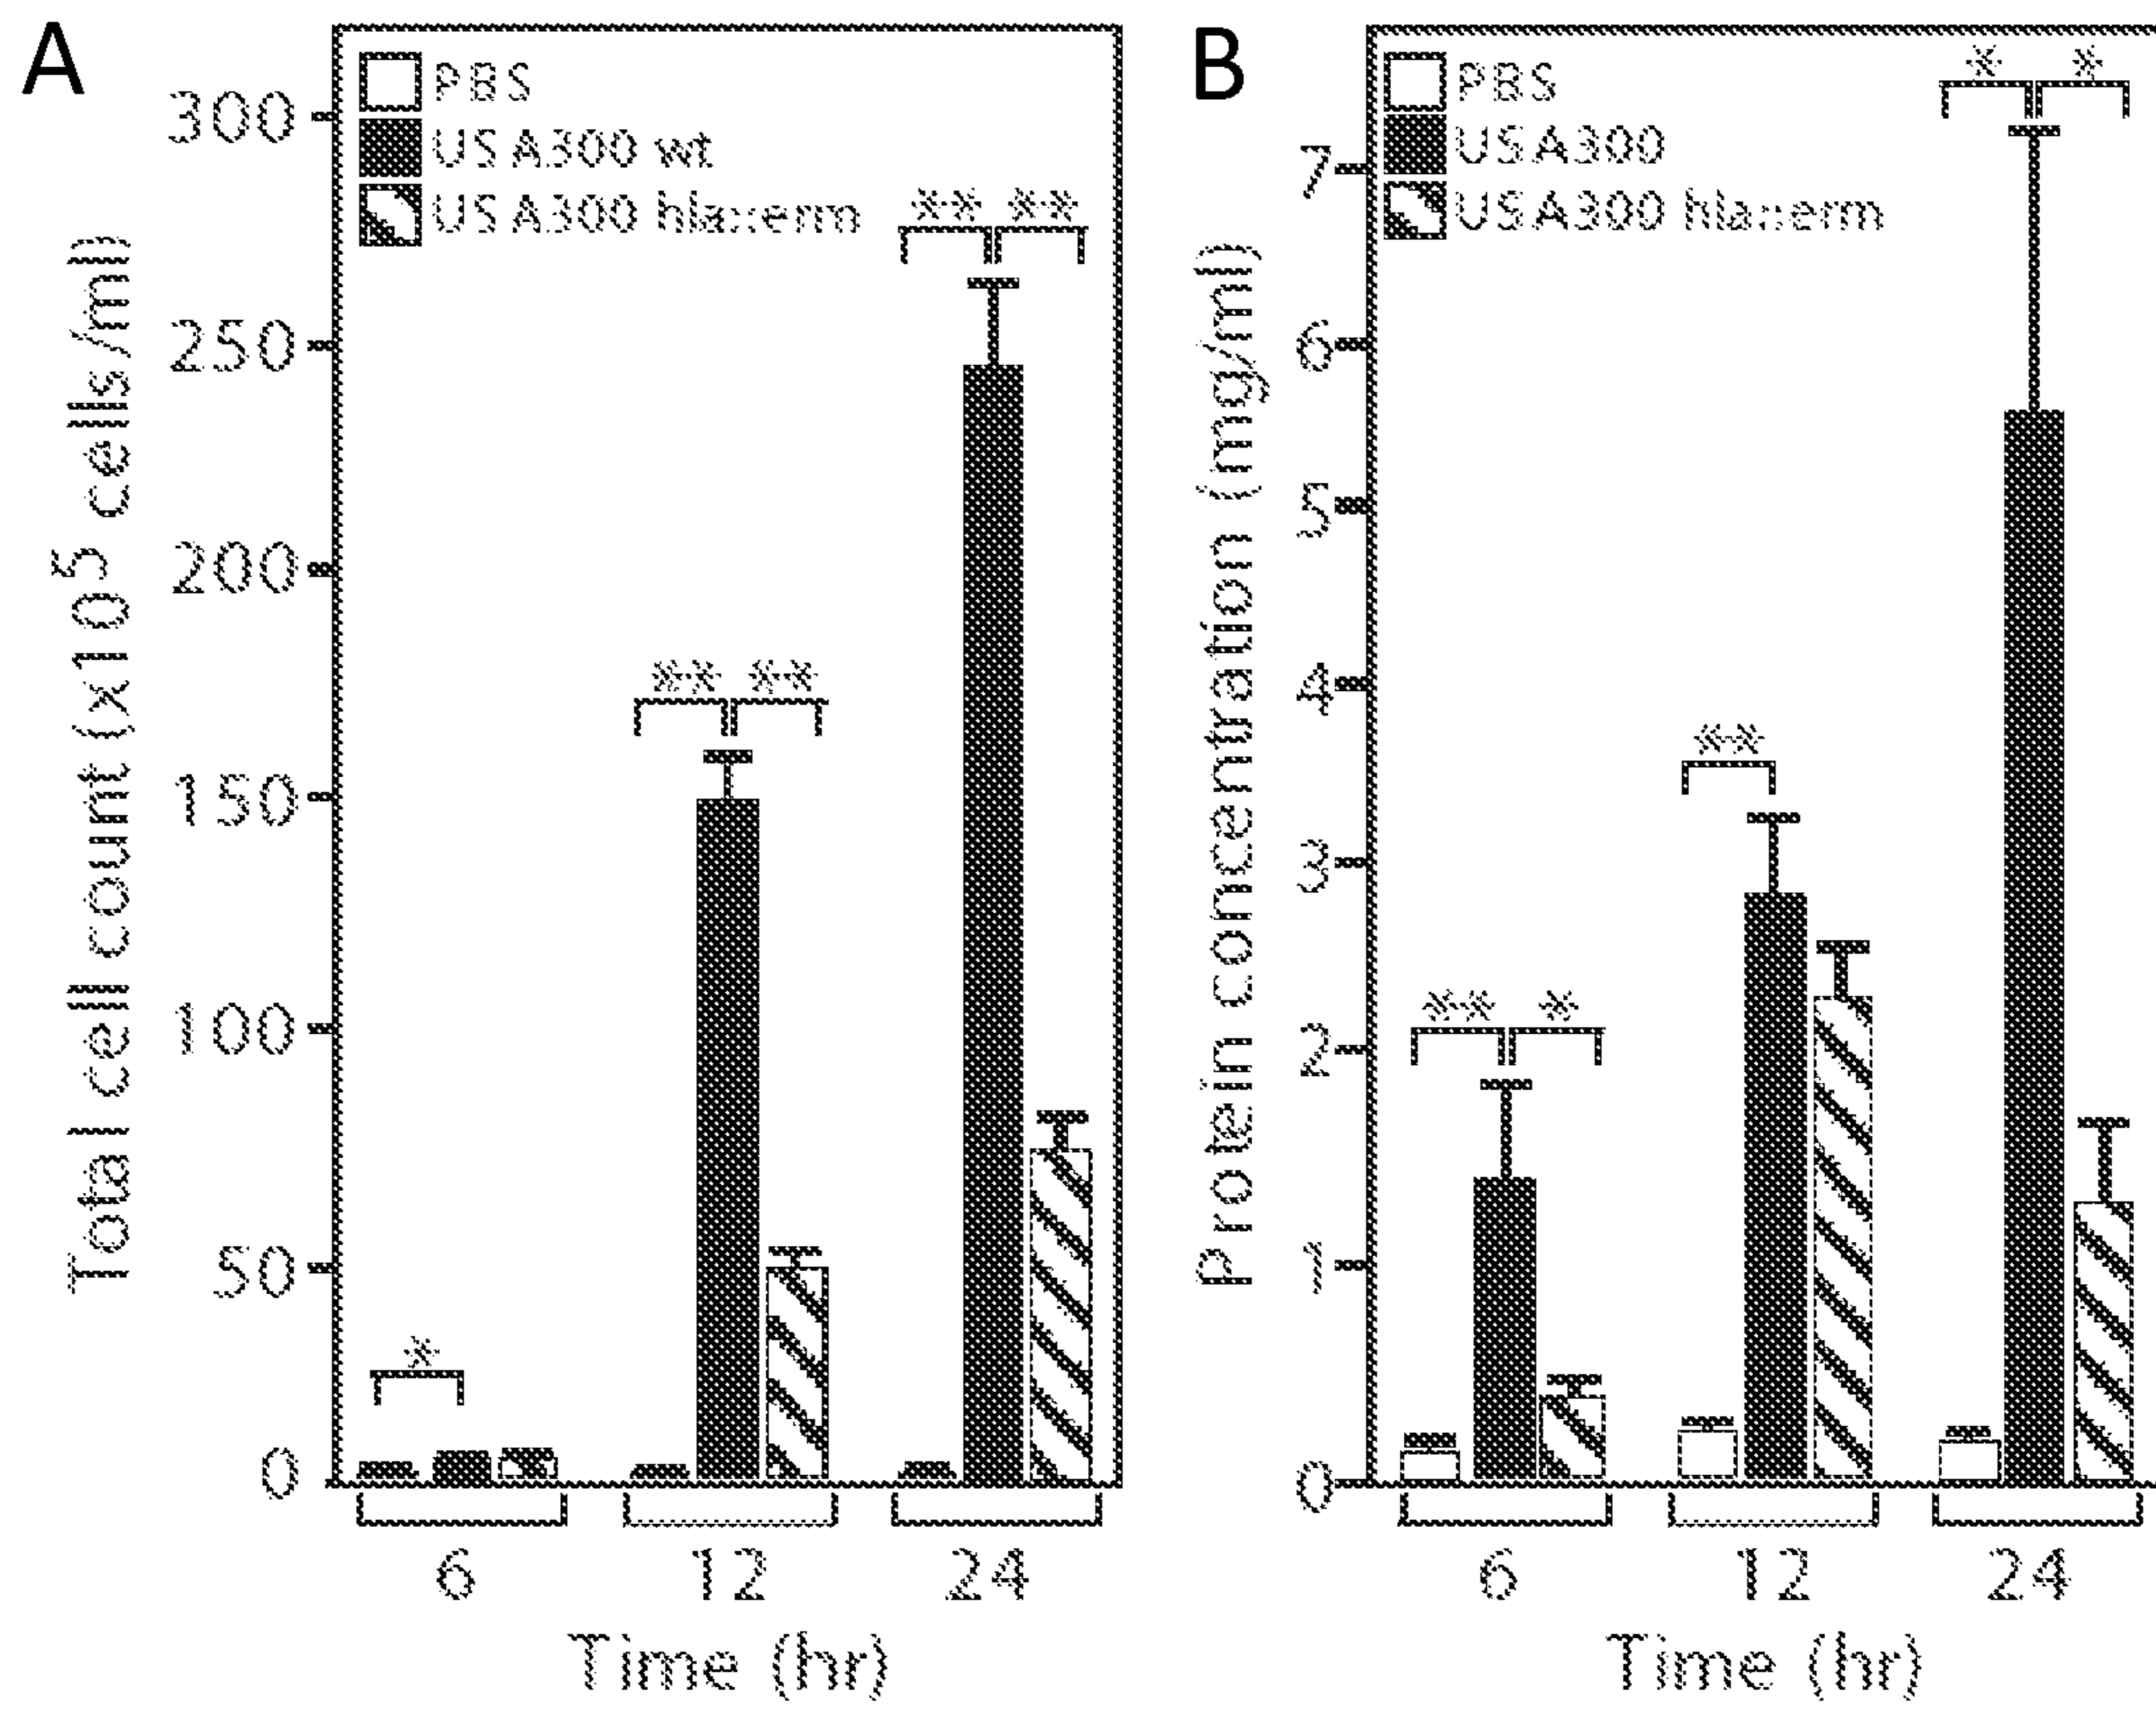 A
PBS
USA300 wt
USA300 hla::erm
Total cell count (x10⁵ cells/ml)
300
250
200
150
100
50
0
*
** **
** **
6 12 24
Time (hr)
B
PBS
USA300
USA300 hla::erm
Protein concentration (mg/ml)
7
6
5
4
3
2
1
0
** *
**
* *
6 12 24
Time (hr)